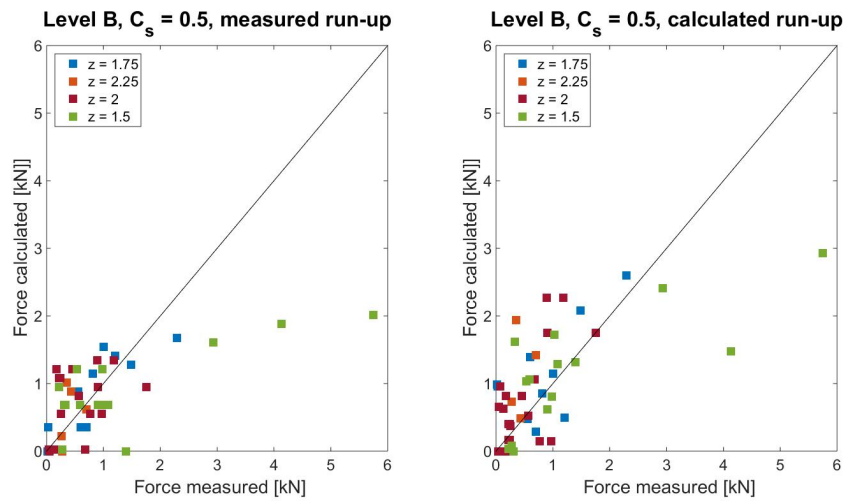 Level B, C_s = 0.5, measured run-up
6
5
4
3
2
1
0
Force calculated [kN]]
z = 1.75
z = 2.25
z = 2
z = 1.5
0 1 2 3 4 5 6
Force measured [kN]
Level B, C_s = 0.5, calculated run-up
6
5
4
3
2
1
0
Force calculated [kN]]
z = 1.75
z = 2.25
z = 2
z = 1.5
0 1 2 3 4 5 6
Force measured [kN]